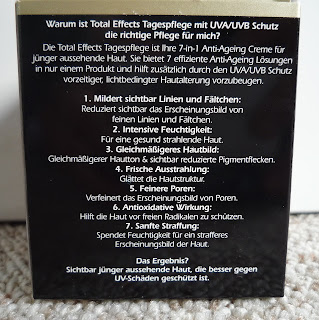 Warum ist Total Effects Tagespflege mit UVA/UVB Schutz
die richtige Pflege für mich?
Die Total Effects Tagespflege ist Ihre 7-in-1 Anti-Ageing Creme für
jünger aussehende Haut. Sie bietet 7 effiziente Anti-Ageing Lösungen
in nur einem Produkt und hilft zusätzlich durch den UVA/UVB Schutz
vorzeitiger, lichtbedingter Hautalterung vorzubeugen.
1. Mildert sichtbar Linien und Fältchen:
Reduziert sichtbar das Erscheinungsbild von
feinen Linien und Fältchen.
2. Intensive Feuchtigkeit:
Für eine gesund strahlende Haut.
3. Gleichmäßigeres Hautbild:
Gleichmäßigerer Hautton & sichtbar reduzierte Pigmentflecken.
4. Frische Ausstrahlung:
Glättet die Hautstruktur.
5. Feinere Poren:
Verfeinert das Erscheinungsbild von Poren.
6. Antioxidative Wirkung:
Hilft die Haut vor freien Radikalen zu schützen.
7. Sanfte Straffung:
Spendet Feuchtigkeit für ein strafferes
Erscheinungsbild der Haut.
Das Ergebnis?
Sichtbar jünger aussehende Haut, die besser gegen
UV-Schäden geschützt ist.